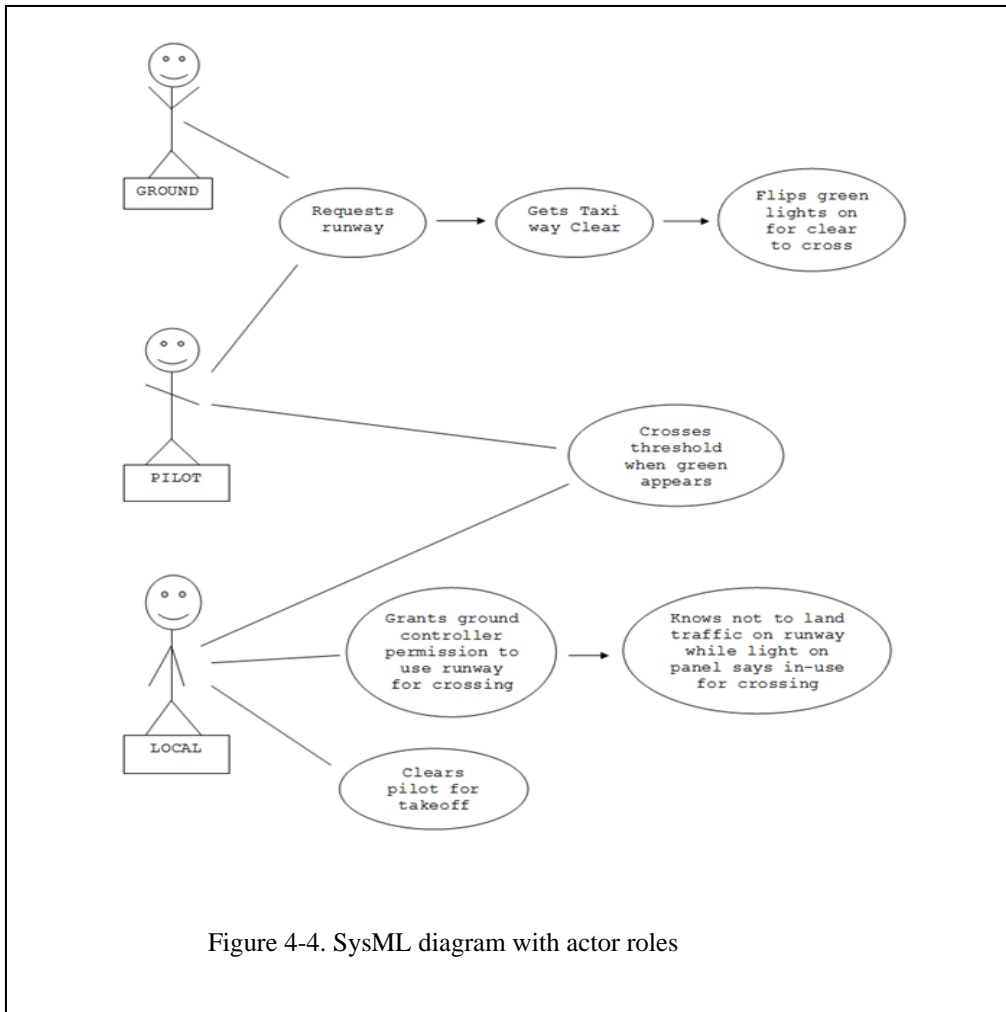 GROUND
Requests
runway
Gets Taxi
way Clear
Flips green
lights on
for clear
to cross
PILOT
Crosses
threshold
when green
appears
LOCAL
Grants ground
controller
permission to
use runway
for crossing
Knows not to land
traffic on runway
while light on
panel says in-use
for crossing
Clears
pilot for
takeoff
Figure 4-4. SysML diagram with actor roles